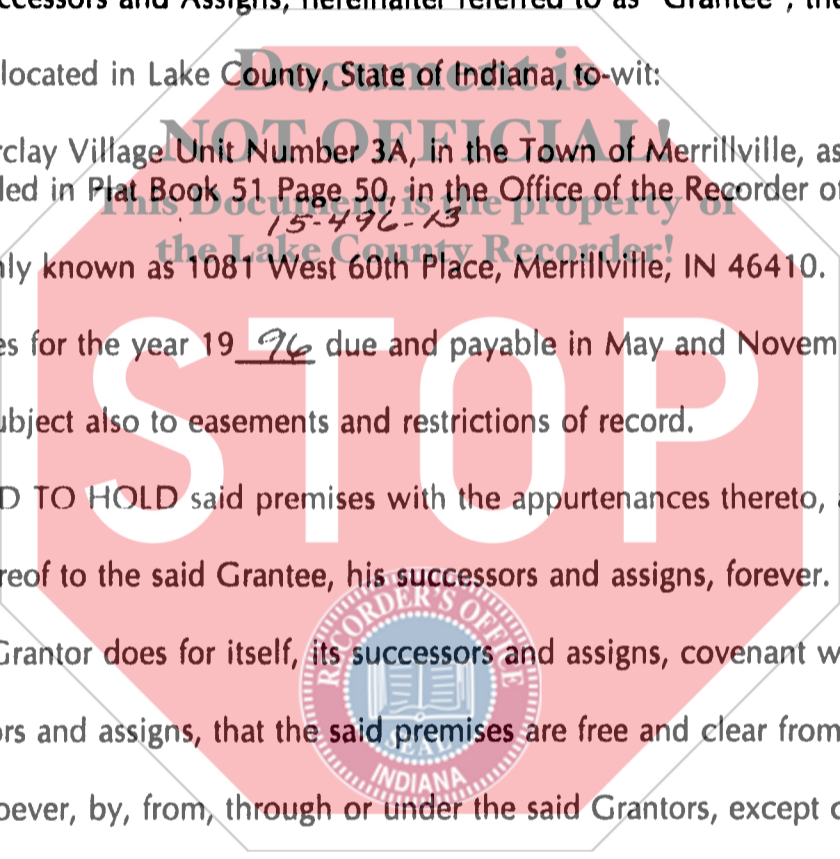 cessors and Assigns, hereinafter referred to as "Grantee", the
located in Lake County, State of Indiana, to-wit:
Document is
NOT OFFICIAL!
This Document is the property of
the Lake County Recorder!
rclay Village Unit Number 3A, in the Town of Merrillville, as
led in Plat Book 51 Page 50, in the Office of the Recorder of
15-496-13
nly known as 1081 West 60th Place, Merrillville, IN 46410.
es for the year 19 96 due and payable in May and Novem
STOP
ubject also to easements and restrictions of record.
D TO HOLD said premises with the appurtenances thereto,
reof to the said Grantee, his successors and assigns, forever.
Grantor does for itself, its successors and assigns, covenant w
ors and assigns, that the said premises are free and clear from
oever, by, from, through or under the said Grantors, except
RECORDER'S OFFICE
SEAL
INDIANA